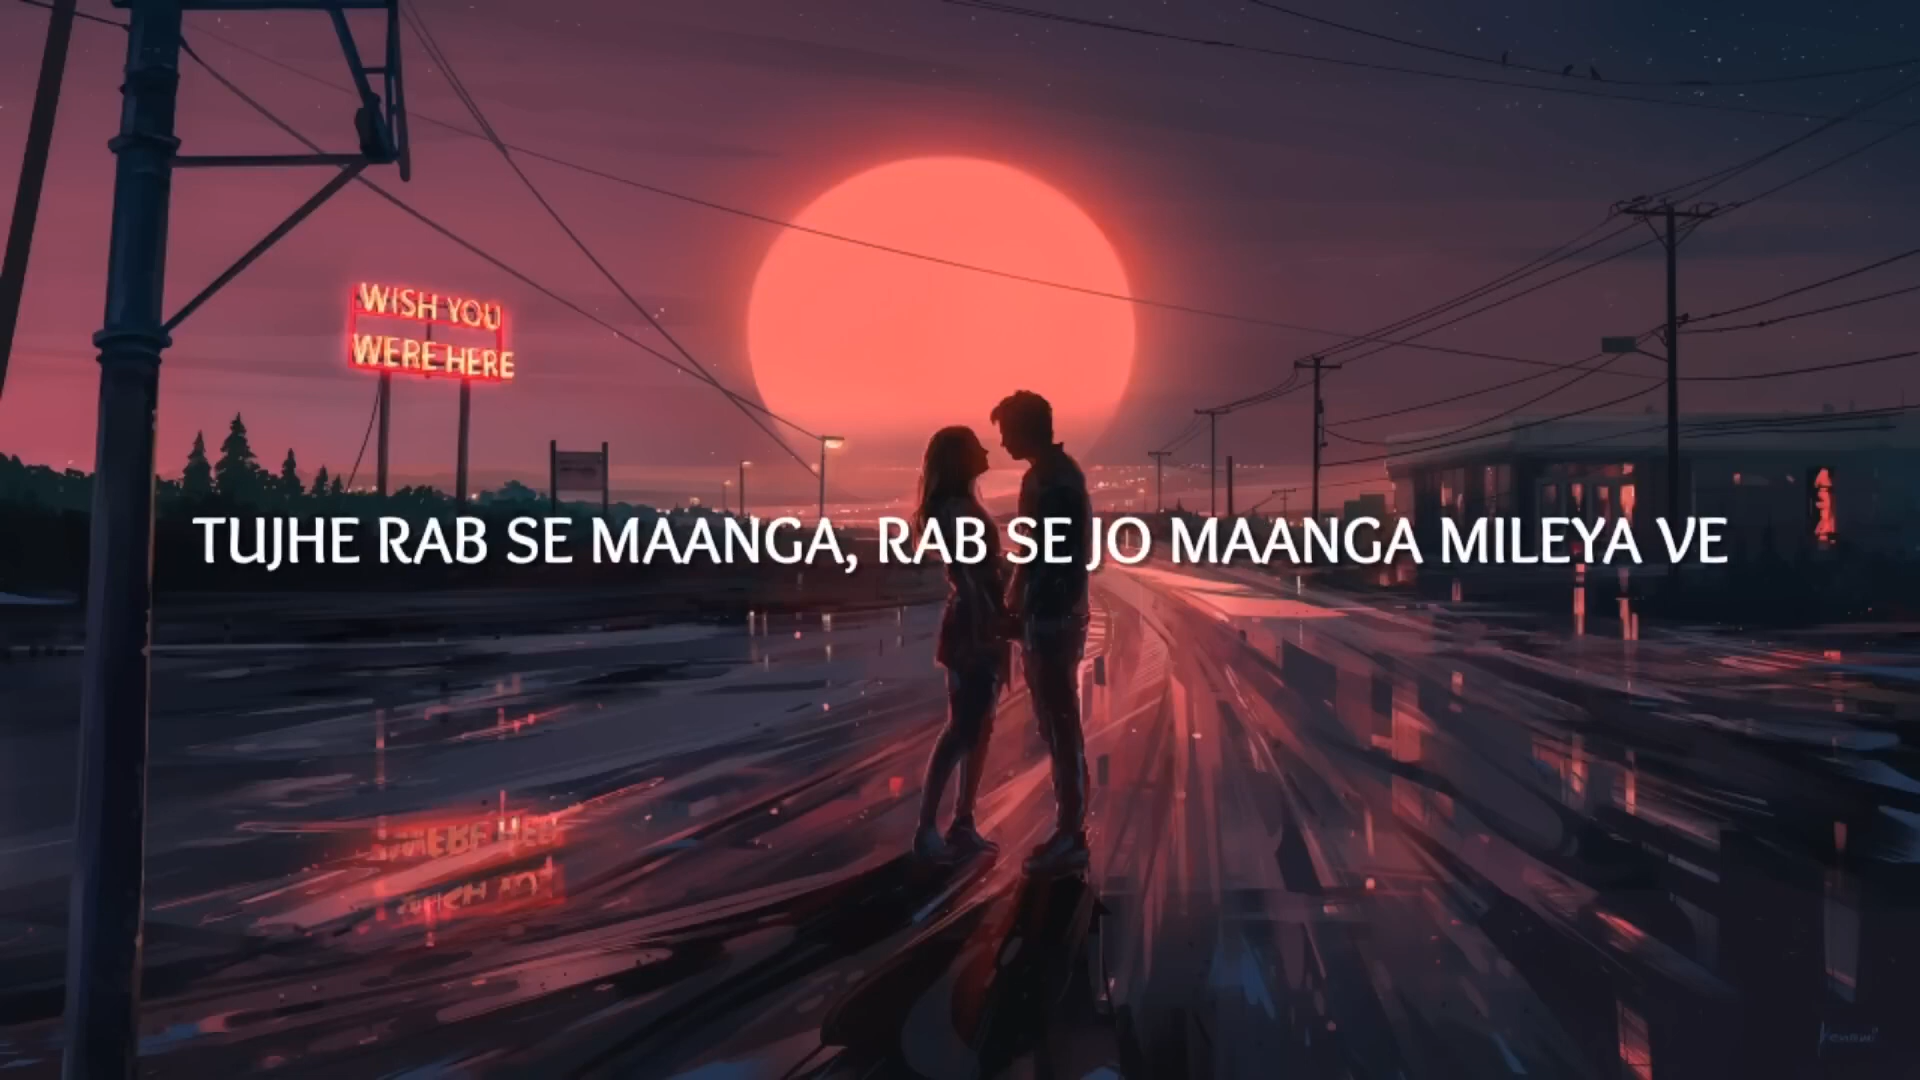 WISH YOU
WERE HERE
TUJHE RAB SE MAANGA, RAB SE JO MAANGA MILEYA VE